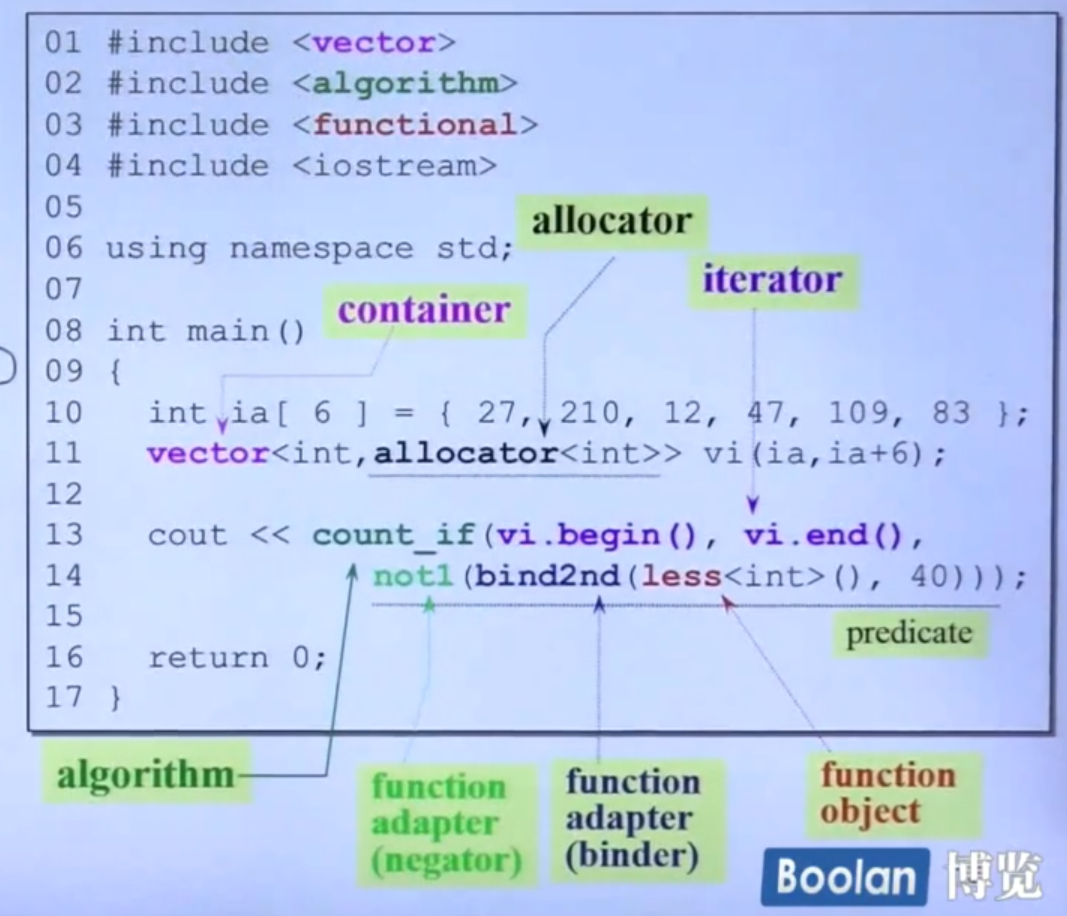 01 #include <vector>
02 #include <algorithm>
03 #include <functional>
04 #include <iostream>
05
allocator
06 using namespace std;
iterator
07
container
08 int main()
09 {
10 int ia[ 6 ] = { 27, 210, 12, 47, 109, 83 };
11 vector<int,allocator<int>> vi(ia,ia+6);
12
13 cout << count_if(vi.begin(), vi.end(),
14 not1(bind2nd(less<int>(), 40)));
15
predicate
16 return 0;
17 }
algorithm
function
adapter
(negator)
function
adapter
(binder)
function
object
Boolan 博览